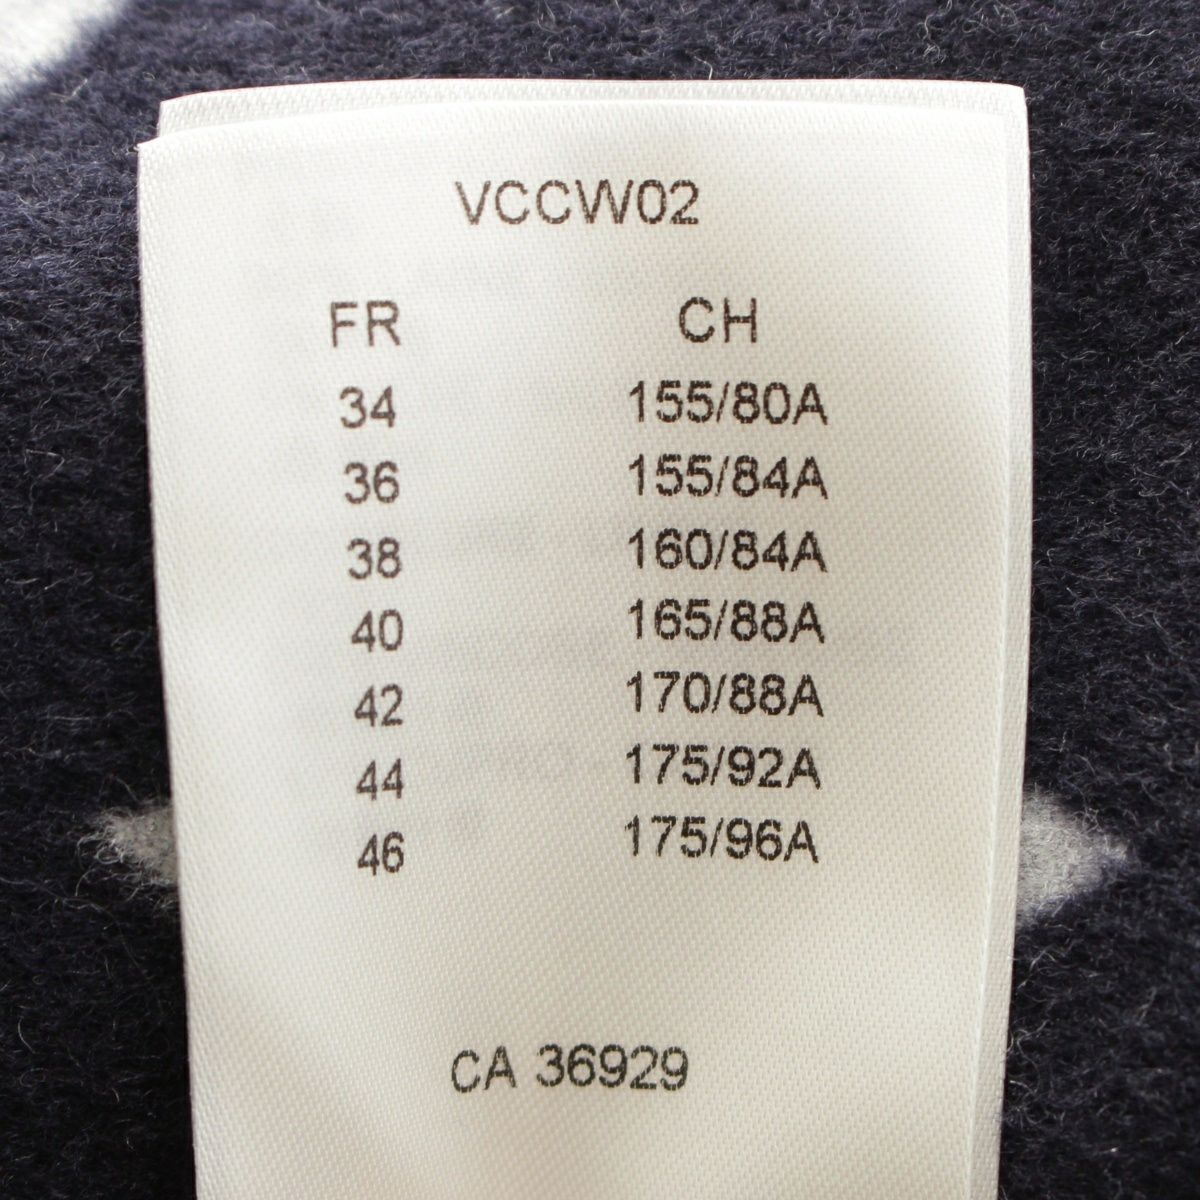 VCCW02
FR CH
34 155/80A
36 155/84A
38 160/84A
40 165/88A
42 170/88A
44 175/92A
46 175/96A
CA 36929